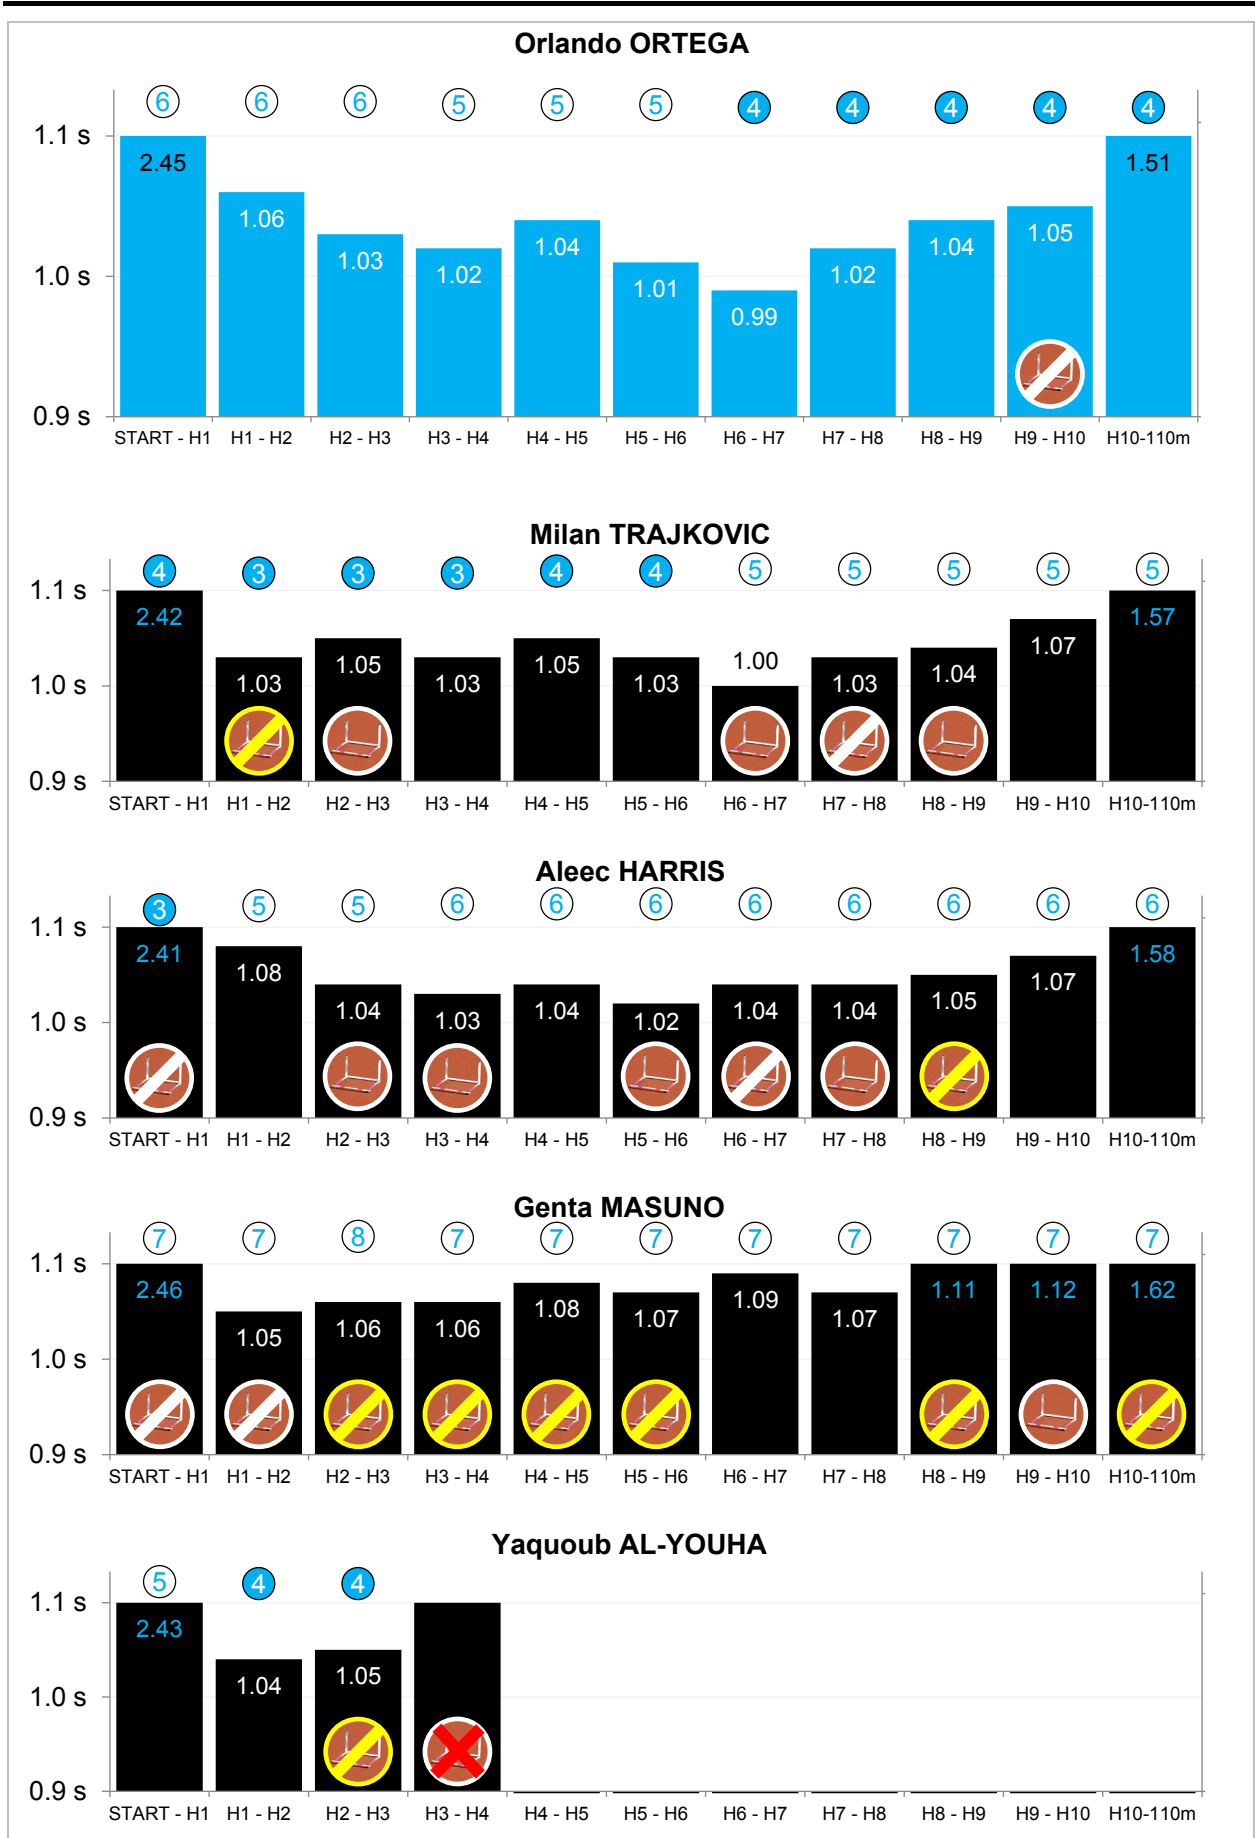 Orlando ORTEGA
6 6 6 5 5 5 4 4 4 4 4
1.1 s
2.45 1.06 1.03 1.02 1.04 1.01 0.99 1.02 1.04 1.05 1.51
1.0 s
0.9 s
START - H1 H1 - H2 H2 - H3 H3 - H4 H4 - H5 H5 - H6 H6 - H7 H7 - H8 H8 - H9 H9 - H10 H10-110m
Milan TRAJKOVIC
4 3 3 3 4 4 5 5 5 5 5
1.1 s
2.42 1.03 1.05 1.03 1.05 1.03 1.00 1.03 1.04 1.07 1.57
1.0 s
0.9 s
START - H1 H1 - H2 H2 - H3 H3 - H4 H4 - H5 H5 - H6 H6 - H7 H7 - H8 H8 - H9 H9 - H10 H10-110m
Aleec HARRIS
3 5 5 6 6 6 6 6 6 6 6
1.1 s
2.41 1.08 1.04 1.03 1.04 1.02 1.04 1.04 1.05 1.07 1.58
1.0 s
0.9 s
START - H1 H1 - H2 H2 - H3 H3 - H4 H4 - H5 H5 - H6 H6 - H7 H7 - H8 H8 - H9 H9 - H10 H10-110m
Genta MASUNO
7 7 8 7 7 7 7 7 7 7 7
1.1 s
2.46 1.05 1.06 1.06 1.08 1.07 1.09 1.07 1.11 1.12 1.62
1.0 s
0.9 s
START - H1 H1 - H2 H2 - H3 H3 - H4 H4 - H5 H5 - H6 H6 - H7 H7 - H8 H8 - H9 H9 - H10 H10-110m
Yaquoub AL-YOUHA
5 4 4
1.1 s
2.43 1.04 1.05
1.0 s
0.9 s
START - H1 H1 - H2 H2 - H3 H3 - H4 H4 - H5 H5 - H6 H6 - H7 H7 - H8 H8 - H9 H9 - H10 H10-110m